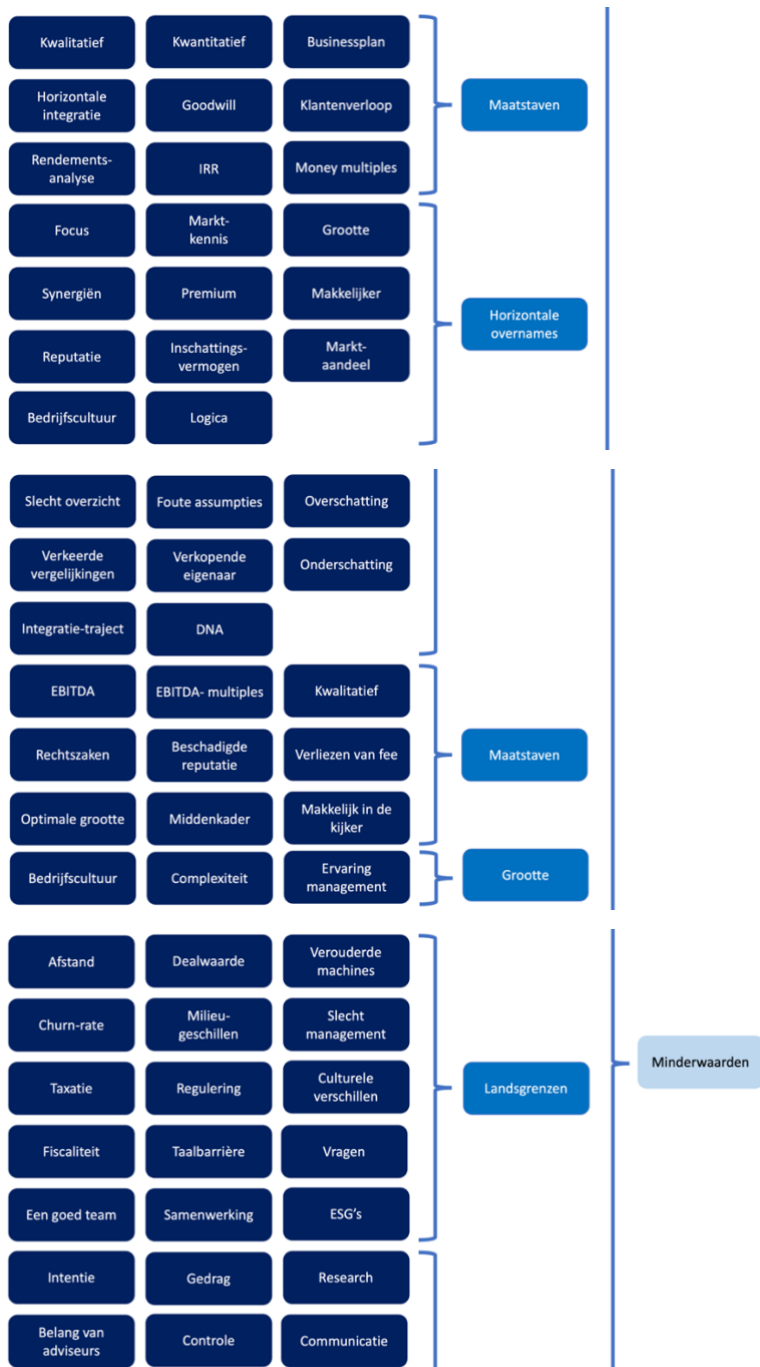 Kwalitatief
Kwantitatief
Businessplan
Horizontale
integratie
Goodwill
Klantenverloop
Maatstaven
Rendements-
analyse
IRR
Money multiples
Focus
Markt-
kennis
Grootte
Synergiën
Premium
Makkelijker
Horizontale
overnames
Reputatie
Inschattings-
vermogen
Markt-
aandeel
Bedrijfscultuur
Logica
Slecht overzicht
Foute assumpties
Overschatting
Verkeerde
vergelijkingen
Verkopende
eigenaar
Onderschatting
Integratie-traject
DNA
EBITDA
EBITDA- multiples
Kwalitatief
Rechtszaken
Beschadigde
reputatie
Verliezen van fee
Maatstaven
Optimale grootte
Middenkader
Makkelijk in de
kijker
Bedrijfscultuur
Complexiteit
Ervaring
management
Grootte
Afstand
Dealwaarde
Verouderde
machines
Churn-rate
Milieu-
geschillen
Slecht
management
Minderwaarden
Taxatie
Regulering
Culturele
verschillen
Landsgrenzen
Fiscaliteit
Taalbarrière
Vragen
Een goed team
Samenwerking
ESG's
Intentie
Gedrag
Research
Belang van
adviseurs
Controle
Communicatie